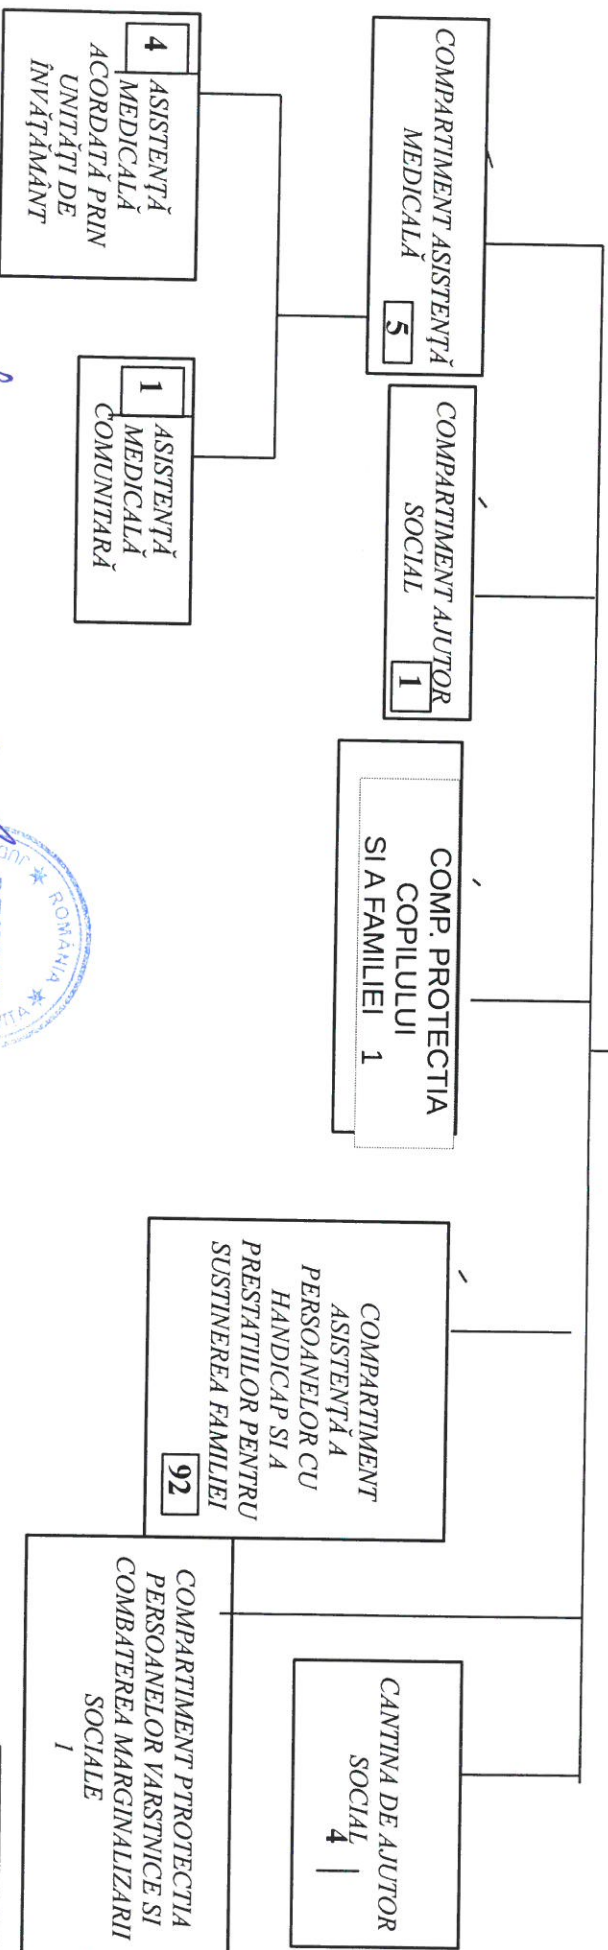 COMPARTIMENT ASISTENȚĂ
MEDICALĂ
5
COMPARTIMENT AJUTOR
SOCIAL
1
COMP. PROTECTIA
COPILULUI
SI A FAMILIEI 1
COMPARTIMENT
ASISTENȚĂ A
PERSOANELOR CU
HANDICAP SI A
PRESTATIILOR PENTRU
SUSTINEREA FAMILIEI
92
CANTINA DE AJUTOR
SOCIAL
4
COMPARTIMENT PTROTECTIA
PERSOANELOR VARSTNICE SI
COMBATEREA MARGINALIZARII
SOCIALE
1
4
ASISTENȚĂ
MEDICALĂ
ACORDATĂ PRIN
UNITĂȚI DE
ÎNVĂȚĂMÂNT
1
ASISTENȚĂ
MEDICALĂ
COMUNITARĂ
ROMÂNIA